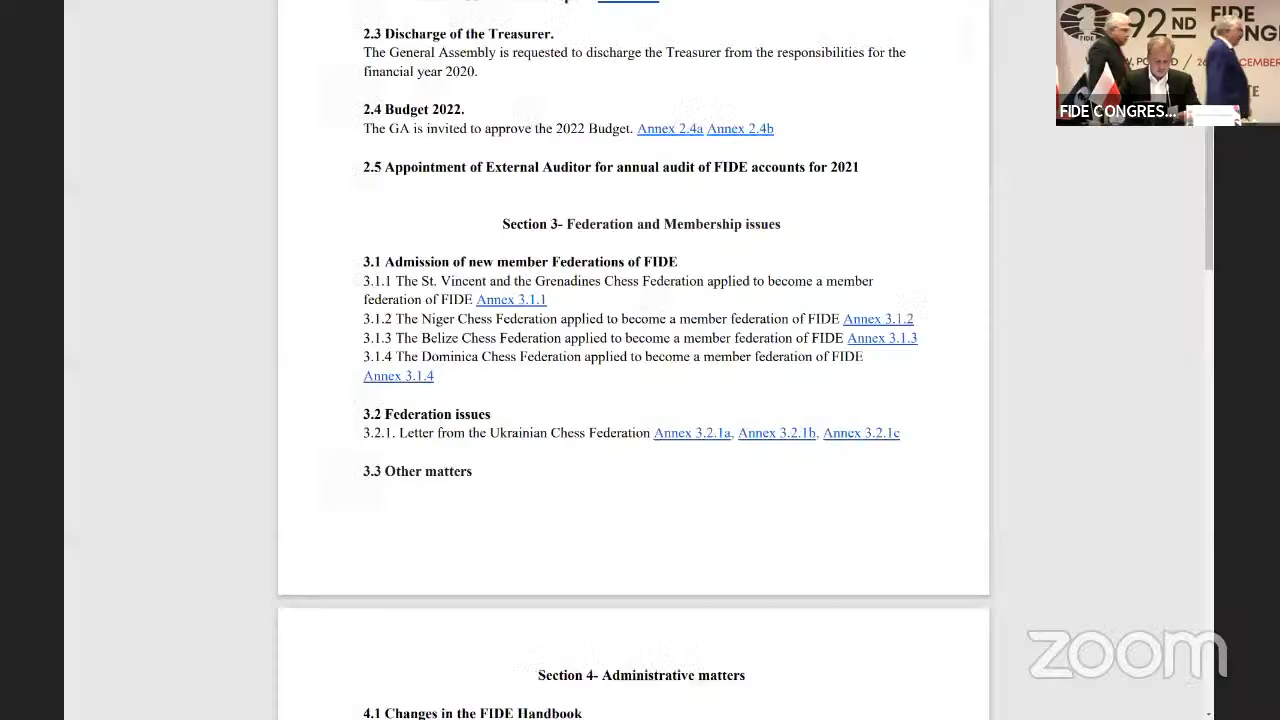 2.3 Discharge of the Treasurer.
The General Assembly is requested to discharge the Treasurer from the responsibilities for the
financial year 2020.
2.4 Budget 2022.
The GA is invited to approve the 2022 Budget. Annex 2.4a Annex 2.4b
2.5 Appointment of External Auditor for annual audit of FIDE accounts for 2021
Section 3- Federation and Membership issues
3.1 Admission of new member Federations of FIDE
3.1.1 The St. Vincent and the Grenadines Chess Federation applied to become a member
federation of FIDE Annex 3.1.1
3.1.2 The Niger Chess Federation applied to become a member federation of FIDE Annex 3.1.2
3.1.3 The Belize Chess Federation applied to become a member federation of FIDE Annex 3.1.3
3.1.4 The Dominica Chess Federation applied to become a member federation of FIDE
Annex 3.1.4
3.2 Federation issues
3.2.1. Letter from the Ukrainian Chess Federation Annex 3.2.1a, Annex 3.2.1b, Annex 3.2.1c
3.3 Other matters
Section 4- Administrative matters
4.1 Changes in the FIDE Handbook
FIDE
92ND FIDE
FIDE CONGRES...
zoom